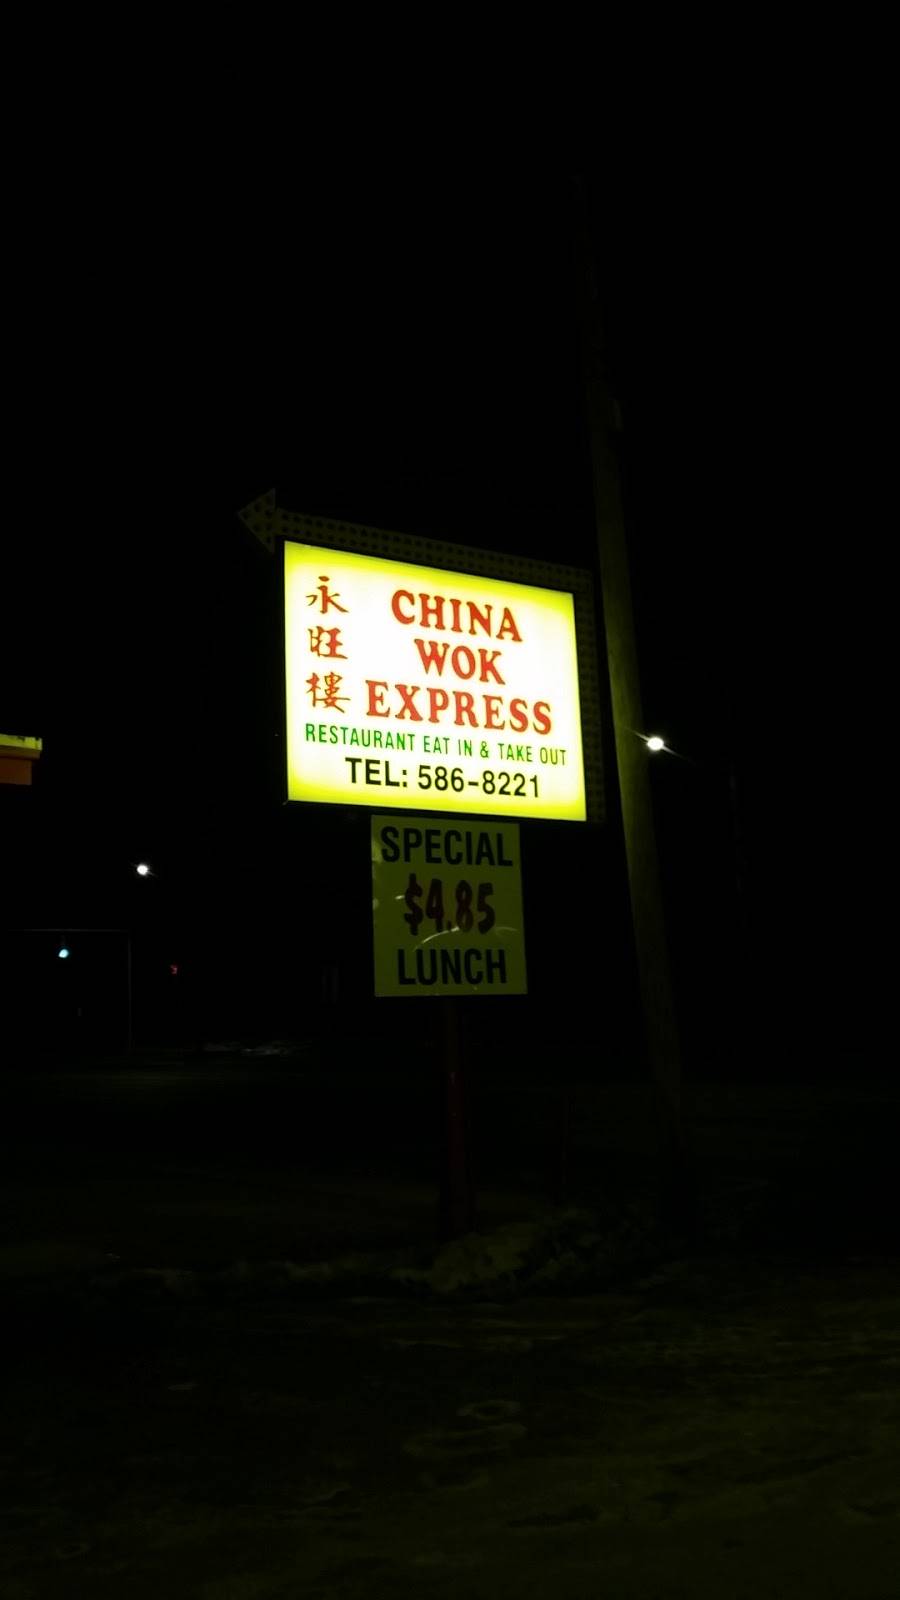 永旺樓
CHINA
WOK
EXPRESS
RESTAURANT EAT IN & TAKE OUT
TEL: 586-8221
SPECIAL
$4.85
LUNCH